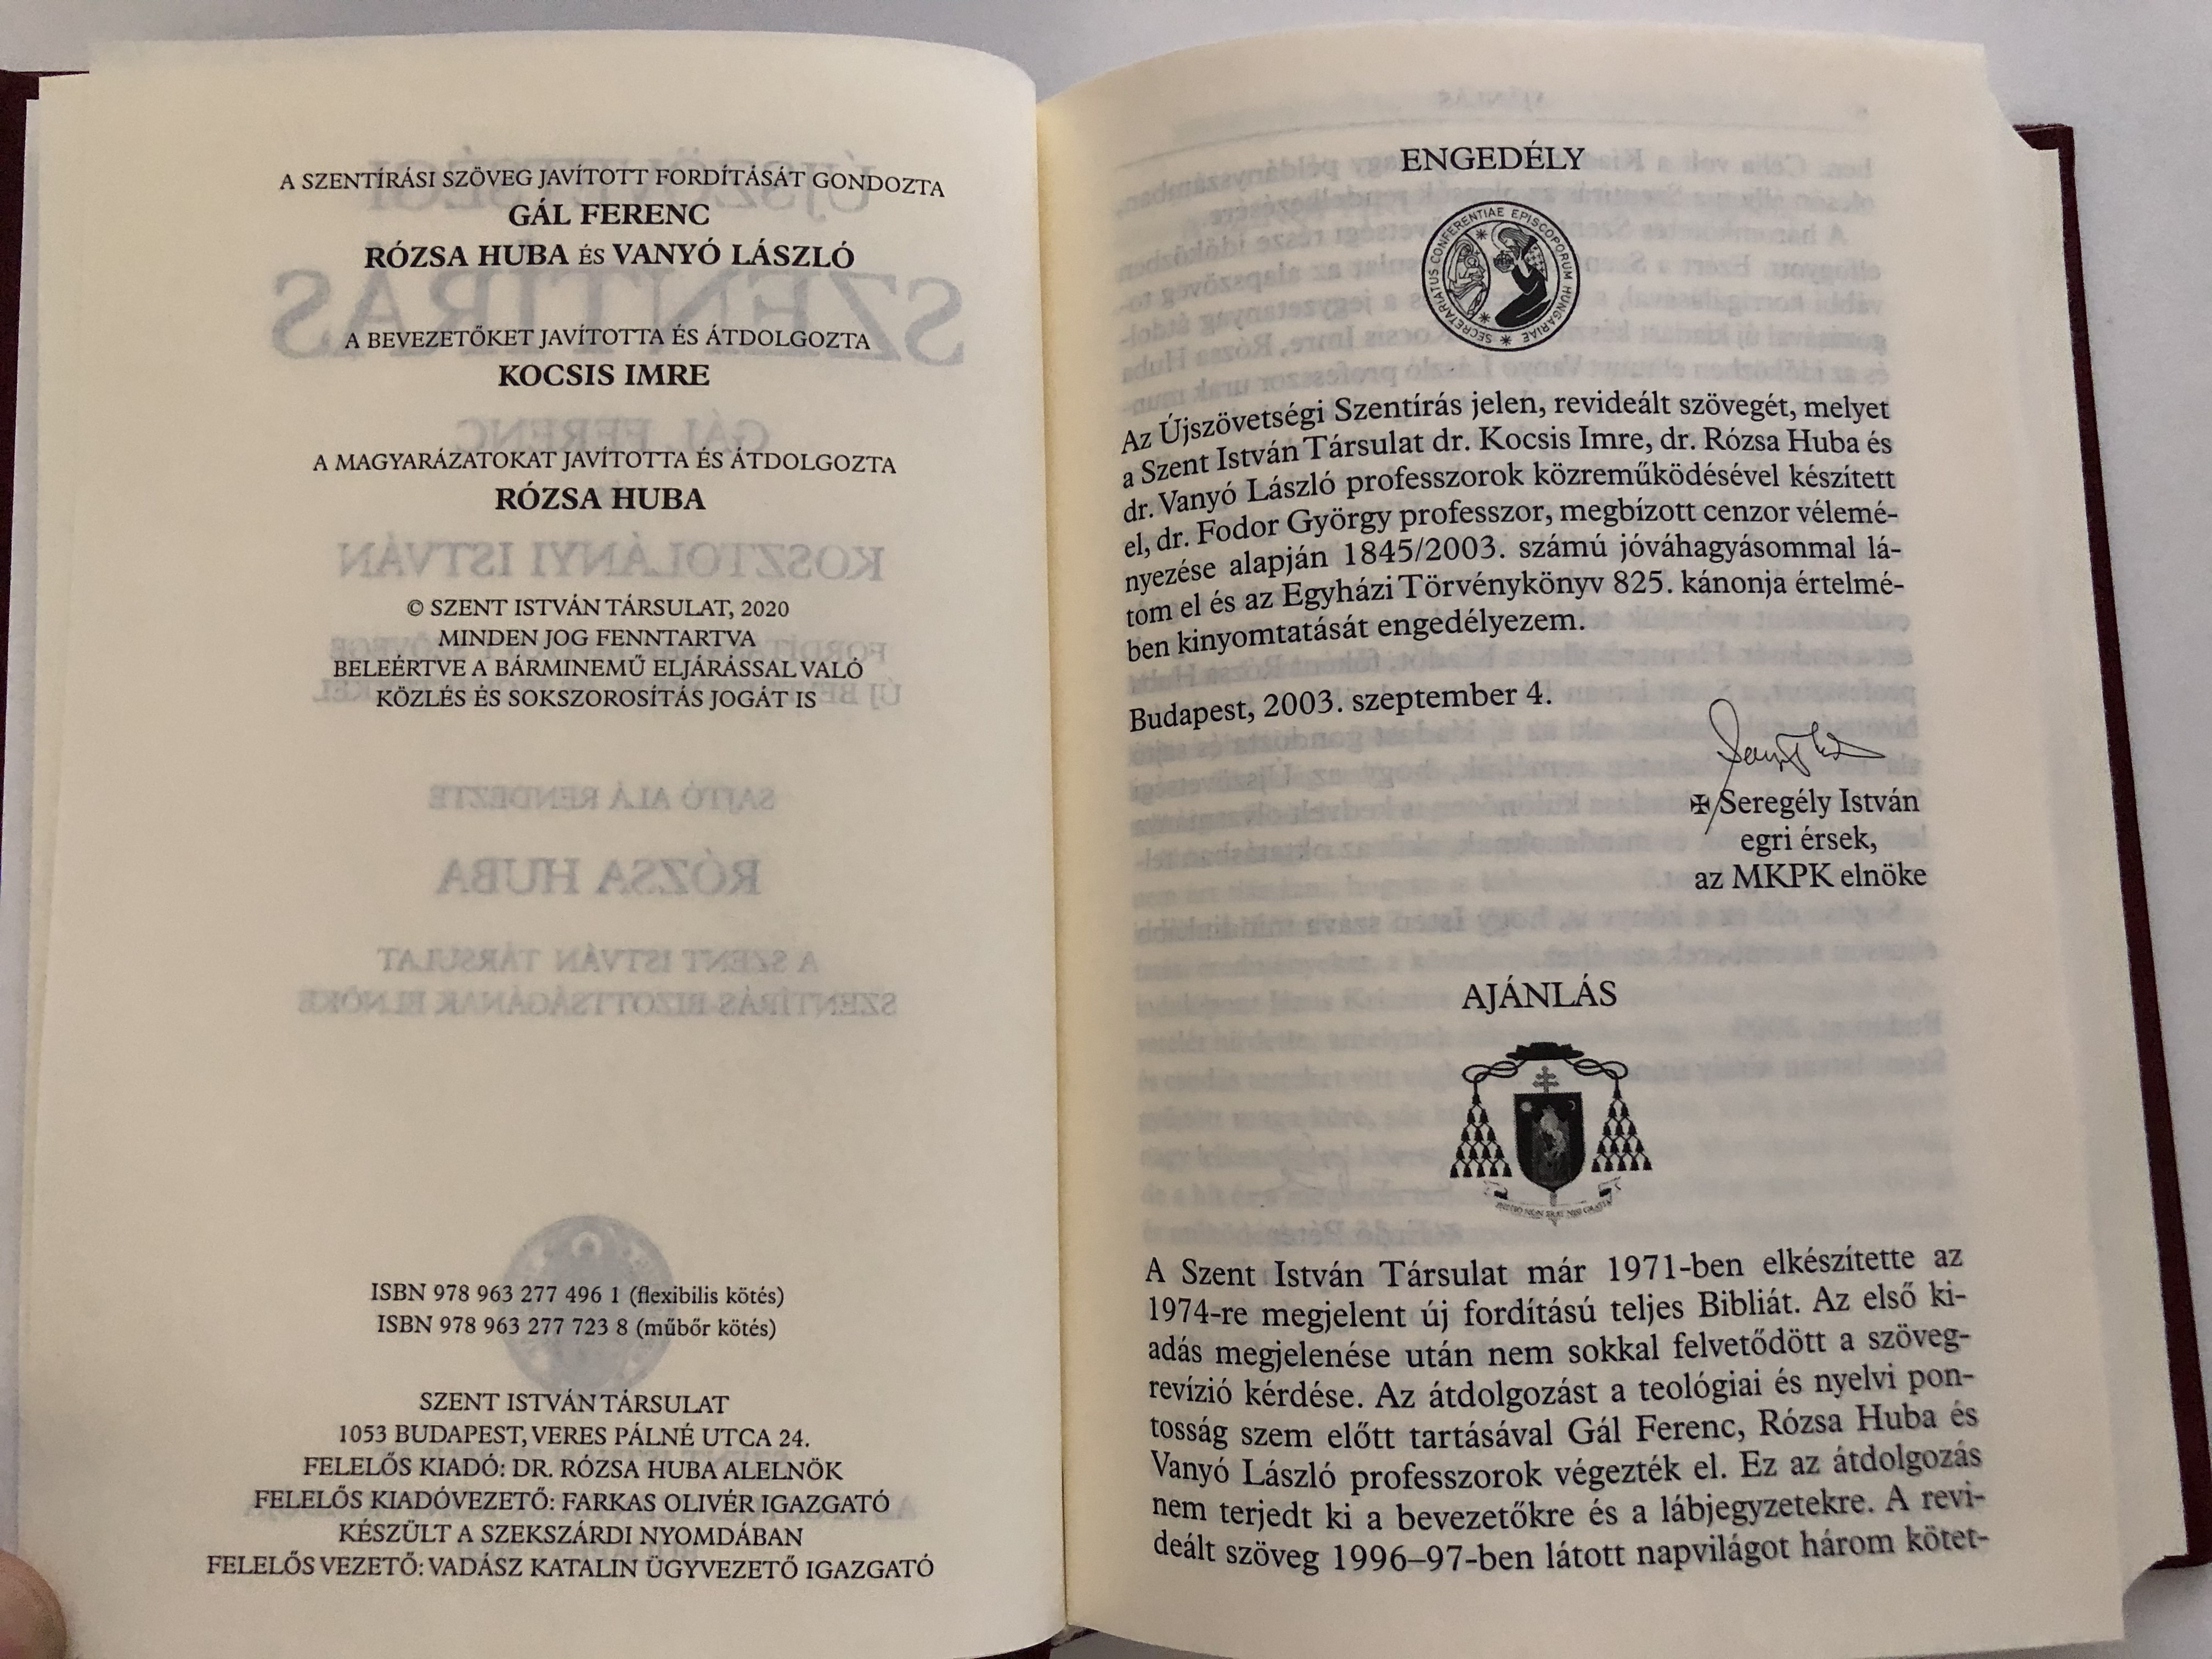 A SZENTÍRÁSI SZÖVEG JAVÍTOTT FORDÍTÁSÁT GONDOZTA
GÁL FERENC
RÓZSA HUBA ÉS VANYÓ LÁSZLÓ
A BEVEZETŐKET JAVÍTOTTA ÉS ÁTDOLGOZTA
KOCSIS IMRE
A MAGYARÁZATOKAT JAVÍTOTTA ÉS ÁTDOLGOZTA
RÓZSA HUBA
© SZENT ISTVÁN TÁRSULAT, 2020
MINDEN JOG FENNTARTVA
BELEÉRTVE A BÁRMINEMŰ ELJÁRÁSSAL VALÓ
KÖZLÉS ÉS SOKSZOROSÍTÁS JOGÁT IS
ISBN 978 963 277 496 1 (flexibilis kötés)
ISBN 978 963 277 723 8 (műbőr kötés)
SZENT ISTVÁN TÁRSULAT
1053 BUDAPEST, VERES PÁLNÉ UTCA 24.
FELELŐS KIADÓ: DR. RÓZSA HUBA ALELNÖK
FELELŐS KIADÓVEZETŐ: FARKAS OLIVÉR IGAZGATÓ
KÉSZÜLT A SZEKSZÁRDI NYOMDÁBAN
FELELŐS VEZETŐ: VADÁSZ KATALIN ÜGYVEZETŐ IGAZGATÓ
ENGEDÉLY
SECRETARIATUS CONFERENTIAE EPISCOPORUM HUNGARIAE
Az Újszövetségi Szentírás jelen, revideált szövegét, melyet
a Szent István Társulat dr. Kocsis Imre, dr. Rózsa Huba és
dr. Vanyó László professzorok közreműködésével készített
el, dr. Fodor György professzor, megbízott cenzor vélemé-
nyezése alapján 1845/2003. számú jóváhagyásommal lá-
tom el és az Egyházi Törvénykönyv 825. kánonja értelmé-
ben kinyomtatását engedélyezem.
Budapest, 2003. szeptember 4.
✠ Seregély István
egri érsek,
az MKPK elnöke
AJÁNLÁS
A Szent István Társulat már 1971-ben elkészítette az
1974-re megjelent új fordítású teljes Bibliát. Az első ki-
adás megjelenése után nem sokkal felvetődött a szöveg-
revízió kérdése. Az átdolgozást a teológiai és nyelvi pon-
tosság szem előtt tartásával Gál Ferenc, Rózsa Huba és
Vanyó László professzorok végezték el. Ez az átdolgozás
nem terjedt ki a bevezetőkre és a lábjegyzetekre. A revi-
deált szöveg 1996–97-ben látott napvilágot három kötet-